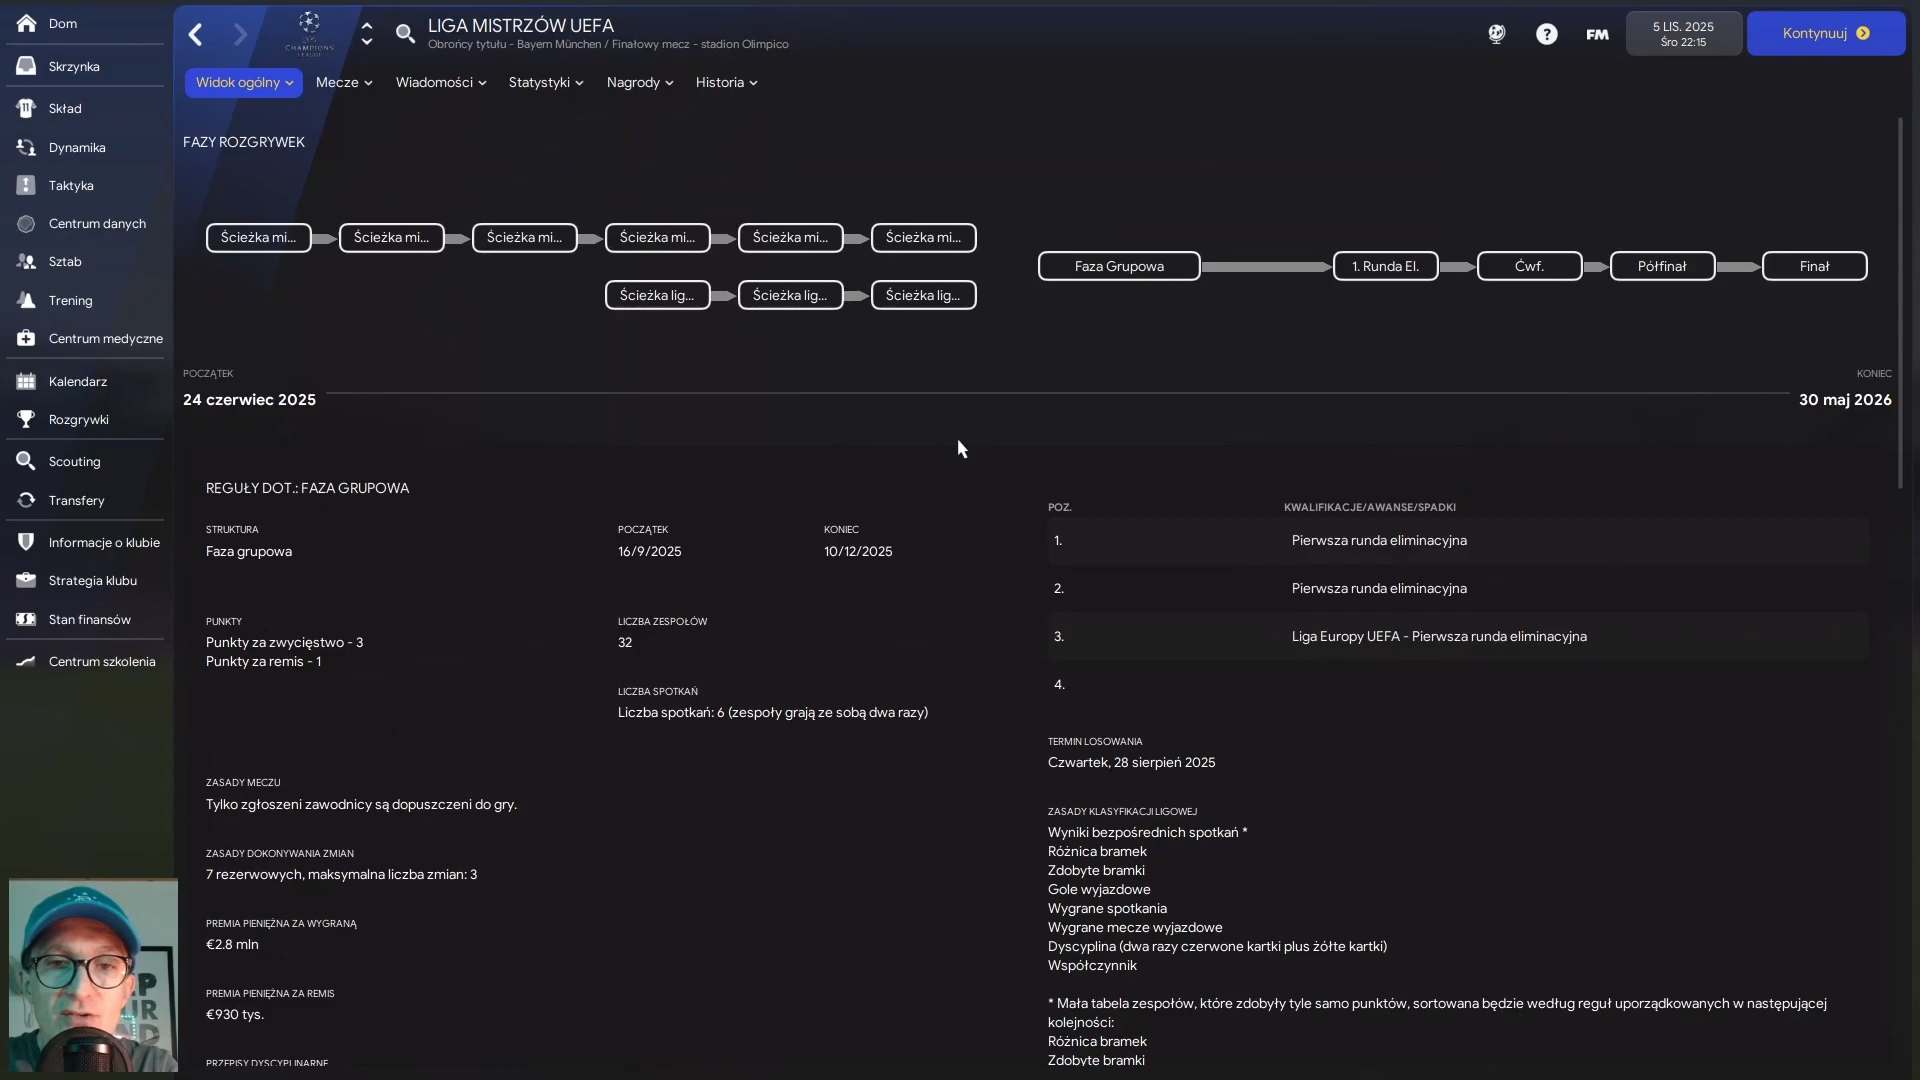 Dom
Skrzynka
Skład
Dynamika
Taktyka
Centrum danych
Sztab
Trening
Centrum medyczne
Kalendarz
Rozgrywki
Scouting
Transfery
Informacje o klubie
Strategia klubu
Stan finansów
Centrum szkolenia
CHAMPIONS
LEAGUE
LIGA MISTRZÓW UEFA
Obrońcy tytułu - Bayern München / Finałowy mecz - stadion Olimpico
?
FM
5 LIS. 2025
Śro 22:15
Kontynuuj
Widok ogólny
Mecze
Wiadomości
Statystyki
Nagrody
Historia
FAZY ROZGRYWEK
Ścieżka mi...
Ścieżka mi...
Ścieżka mi...
Ścieżka mi...
Ścieżka mi...
Ścieżka mi...
Ścieżka lig...
Ścieżka lig...
Ścieżka lig...
Faza Grupowa
1. Runda El.
Ćwf.
Półfinał
Finał
POCZĄTEK
24 czerwiec 2025
KONIEC
30 maj 2026
REGUŁY DOT.: FAZA GRUPOWA
STRUKTURA
Faza grupowa
POCZĄTEK
16/9/2025
KONIEC
10/12/2025
PUNKTY
Punkty za zwycięstwo - 3
Punkty za remis - 1
LICZBA ZESPOŁÓW
32
LICZBA SPOTKAŃ
Liczba spotkań: 6 (zespoły grają ze sobą dwa razy)
ZASADY MECZU
Tylko zgłoszeni zawodnicy są dopuszczeni do gry.
ZASADY DOKONYWANIA ZMIAN
7 rezerwowych, maksymalna liczba zmian: 3
PREMIA PIENIĘŻNA ZA WYGRANĄ
€2.8 mln
PREMIA PIENIĘŻNA ZA REMIS
€930 tys.
PRZEPISY DYSCYPLINARNE
POZ.
KWALIFIKACJE/AWANSE/SPADKI
1.
Pierwsza runda eliminacyjna
2.
Pierwsza runda eliminacyjna
3.
Liga Europy UEFA - Pierwsza runda eliminacyjna
4.
TERMIN LOSOWANIA
Czwartek, 28 sierpień 2025
ZASADY KLASYFIKACJI LIGOWEJ
Wyniki bezpośrednich spotkań *
Różnica bramek
Zdobyte bramki
Gole wyjazdowe
Wygrane spotkania
Wygrane mecze wyjazdowe
Dyscyplina (dwa razy czerwone kartki plus żółte kartki)
Współczynnik
* Mała tabela zespołów, które zdobyły tyle samo punktów, sortowana będzie według reguł uporządkowanych w następującej
kolejności:
Różnica bramek
Zdobyte bramki